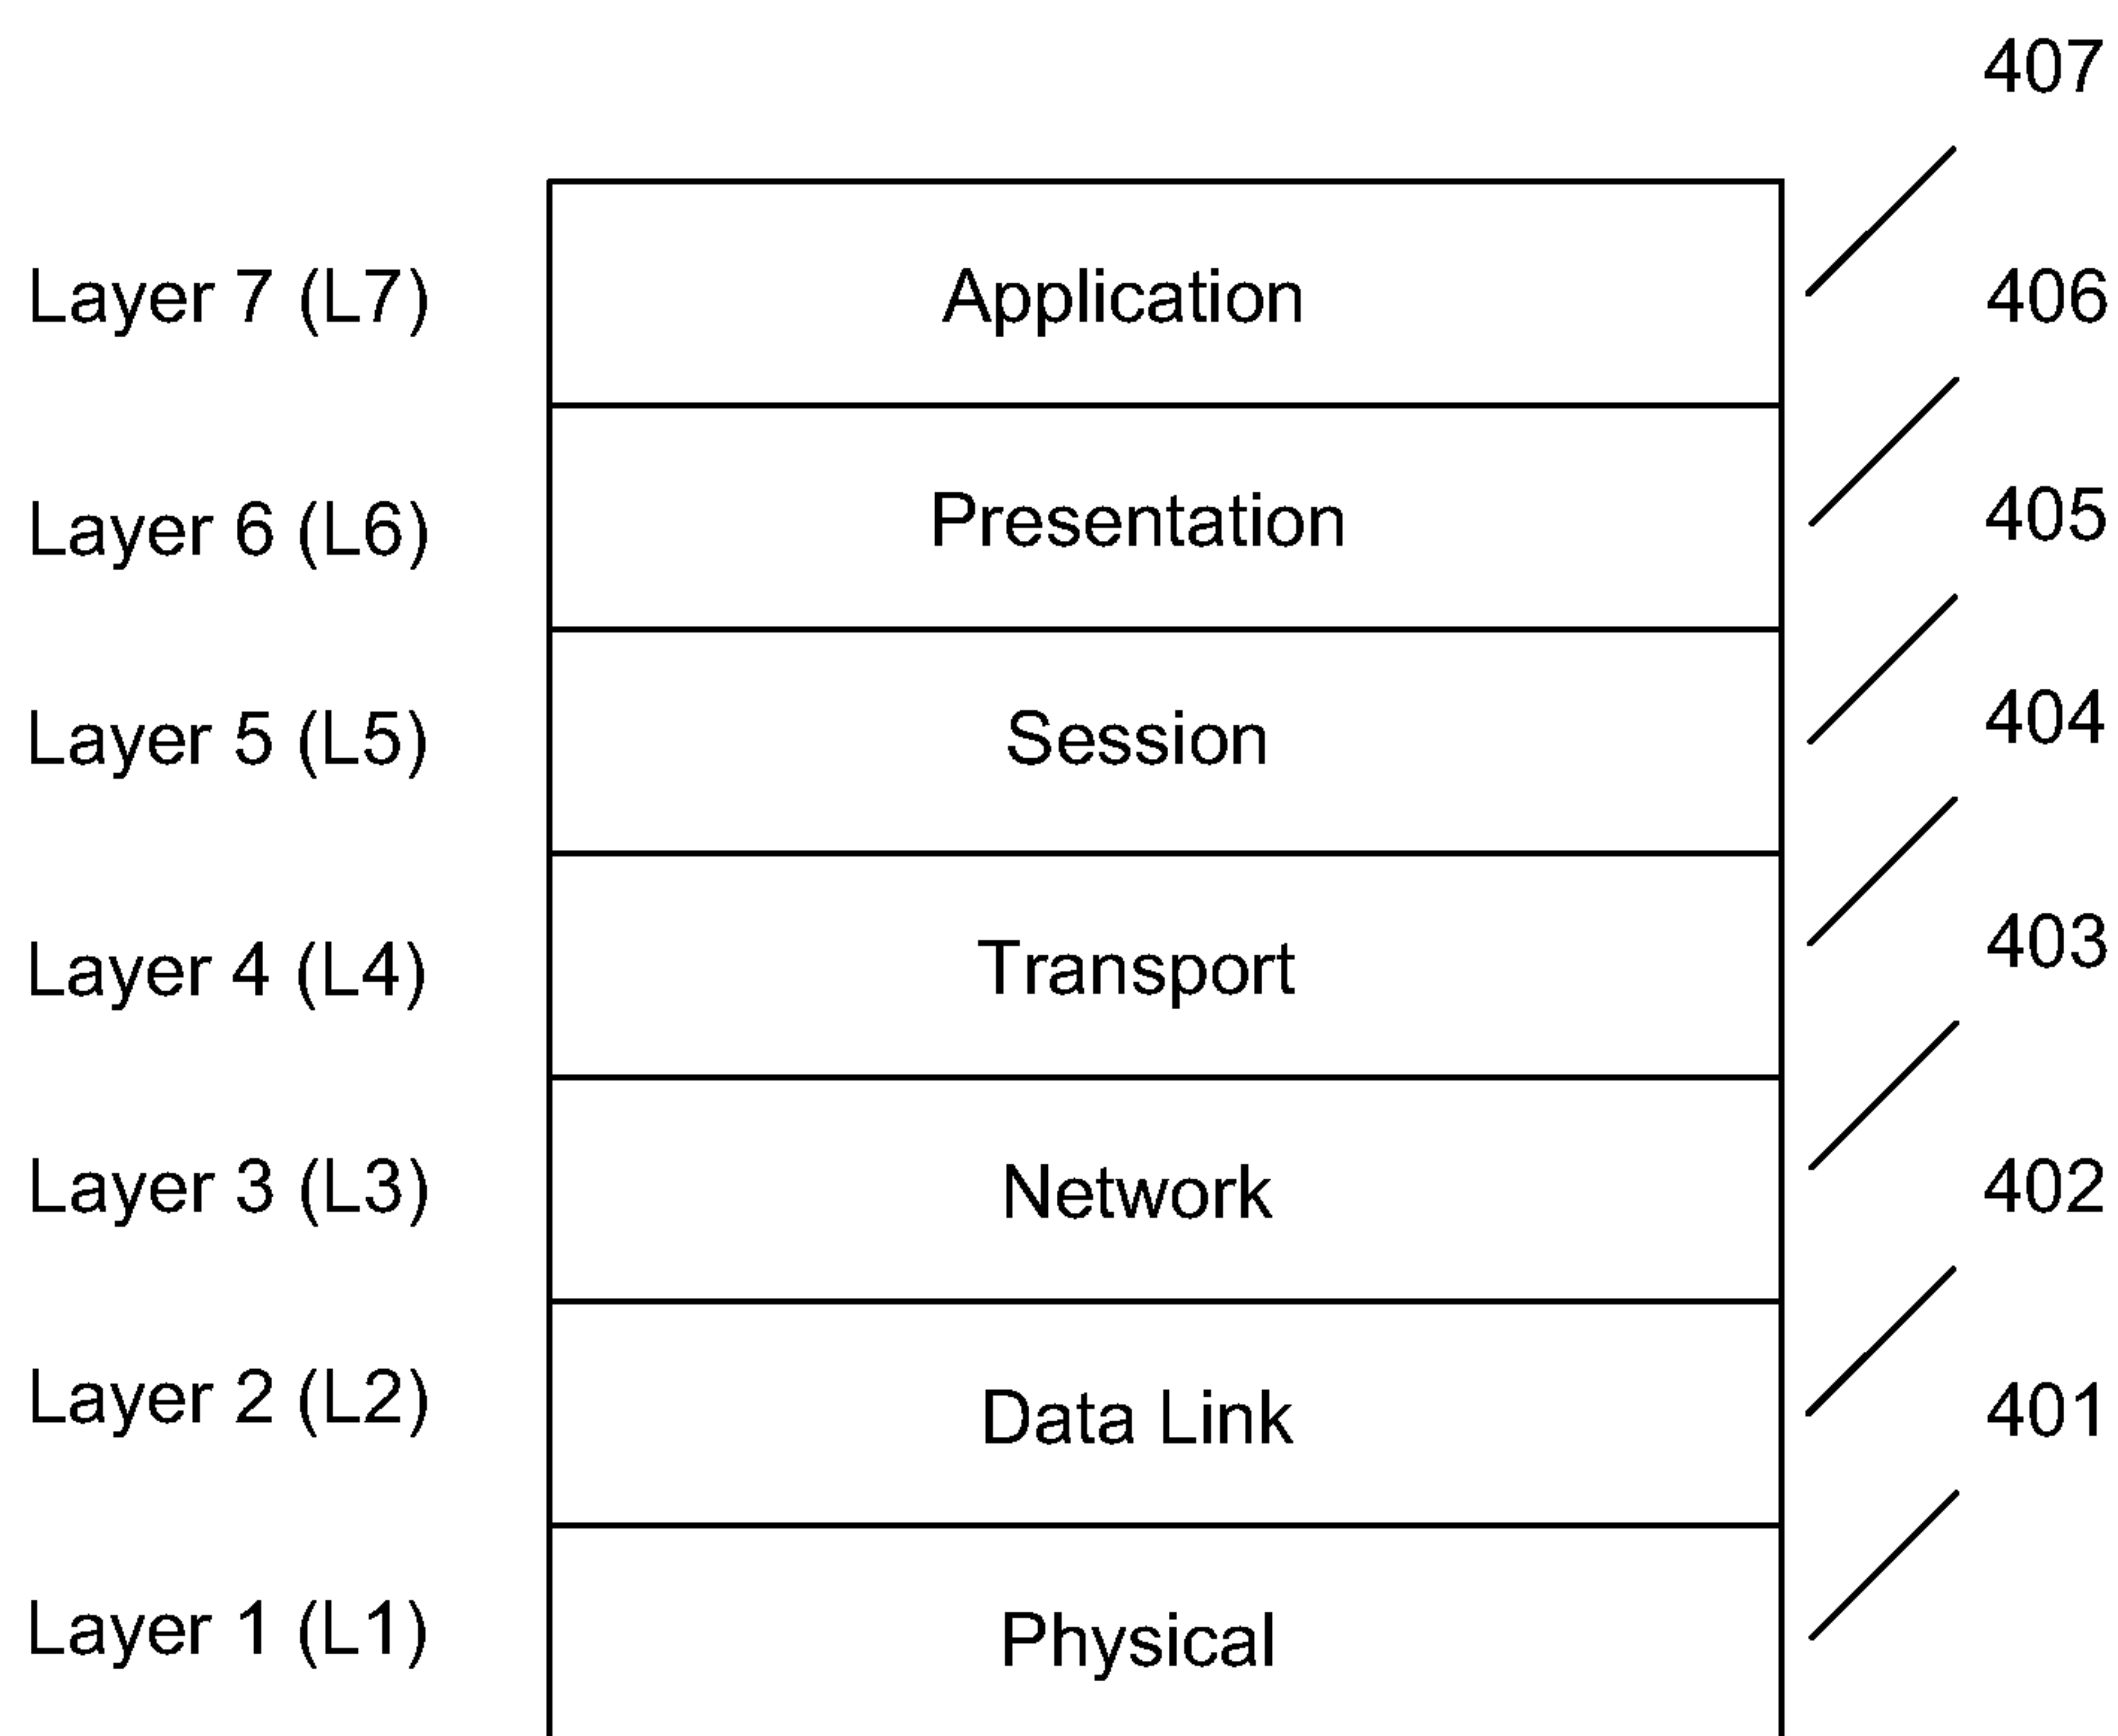 407
Layer 7 (L7) Application 406
Layer 6 (L6) Presentation 405
Layer 5 (L5) Session 404
Layer 4 (L4) Transport 403
Layer 3 (L3) Network 402
Layer 2 (L2) Data Link 401
Layer 1 (L1) Physical